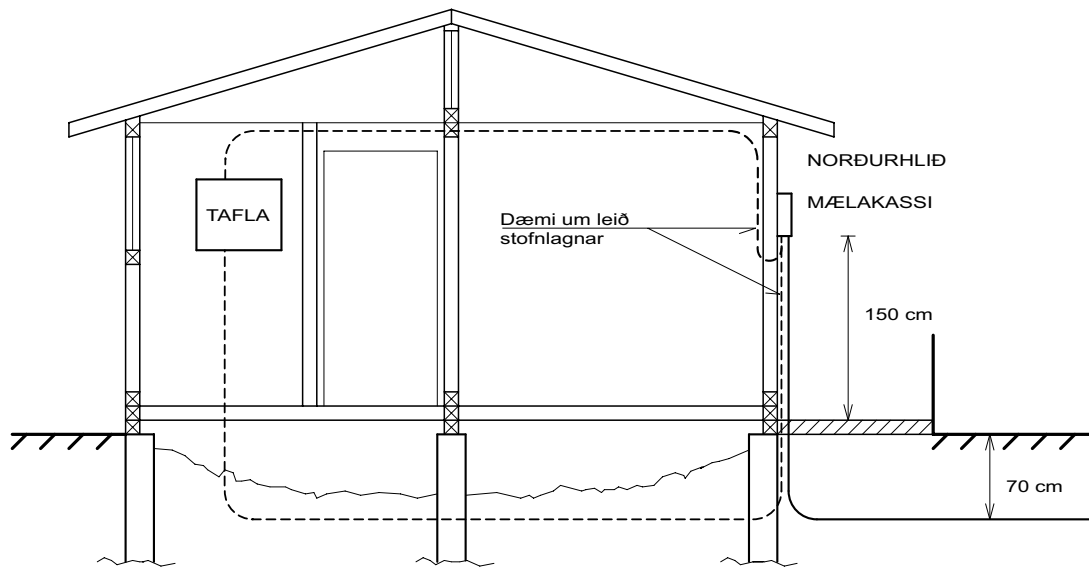 NORÐURHLIÐ
MÆLAKASSI
TAFLA
Dæmi um leið
stofnlagnar
150 cm
70 cm